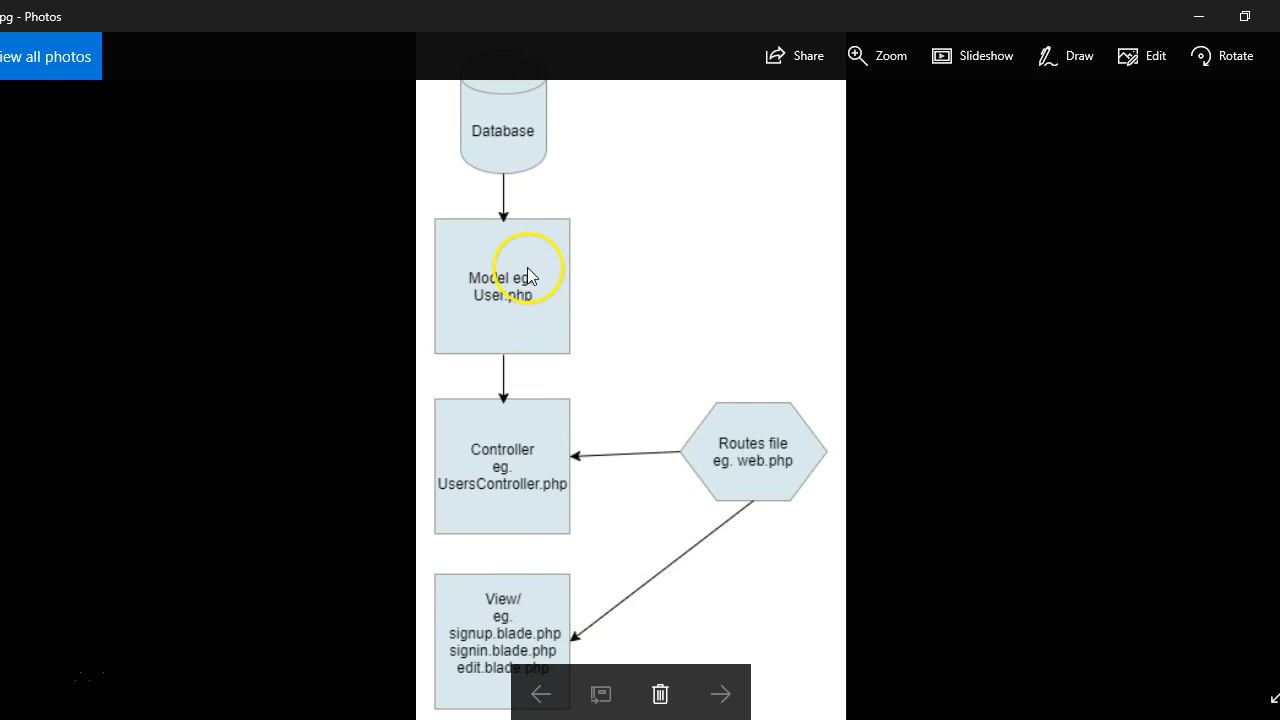 pg - Photos
iew all photos
Share
Zoom
Slideshow
Draw
Edit
Rotate
Database
Model eg.
User.php
Controller
eg.
UsersController.php
Routes file
eg. web.php
View/
eg.
signup.blade.php
signin.blade.php
edit.blade.php